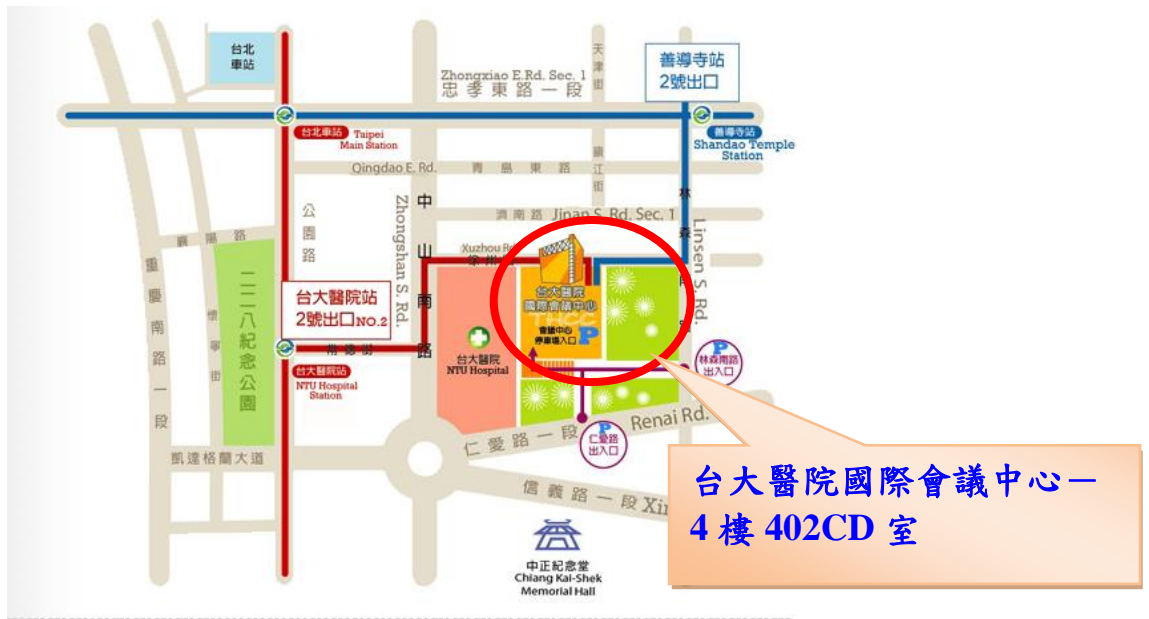 台北
車站
天津街
善導寺站
2號出口
Zhongxiao E.Rd. Sec. 1
忠孝東路一段
台北車站 Taipei
Main Station
善導寺站
Shandao Temple
Station
Qingdao E. Rd. 青島東路
鎮江街
林森南路
Linsen S. Rd.
中山南路
Zhongshan S. Rd.
公園路
濟南路 Jinan S. Rd. Sec. 1
Xuzhou Rd.
徐州路
襄陽路
重慶南路一段
懷寧街
二二八紀念公園
台大醫院站
2號出口NO.2
常德街
台大醫院站
NTU Hospital
Station
台大醫院
NTU Hospital
台大醫院
國際會議中心
THCC
會議中心
停車場入口 P
P
林森南路
出入口
P
仁愛路
出入口
仁愛路一段 Renai Rd.
凱達格蘭大道
信義路一段 Xin
中正紀念堂
Chiang Kai-Shek
Memorial Hall
台大醫院國際會議中心－
4 樓 402CD 室